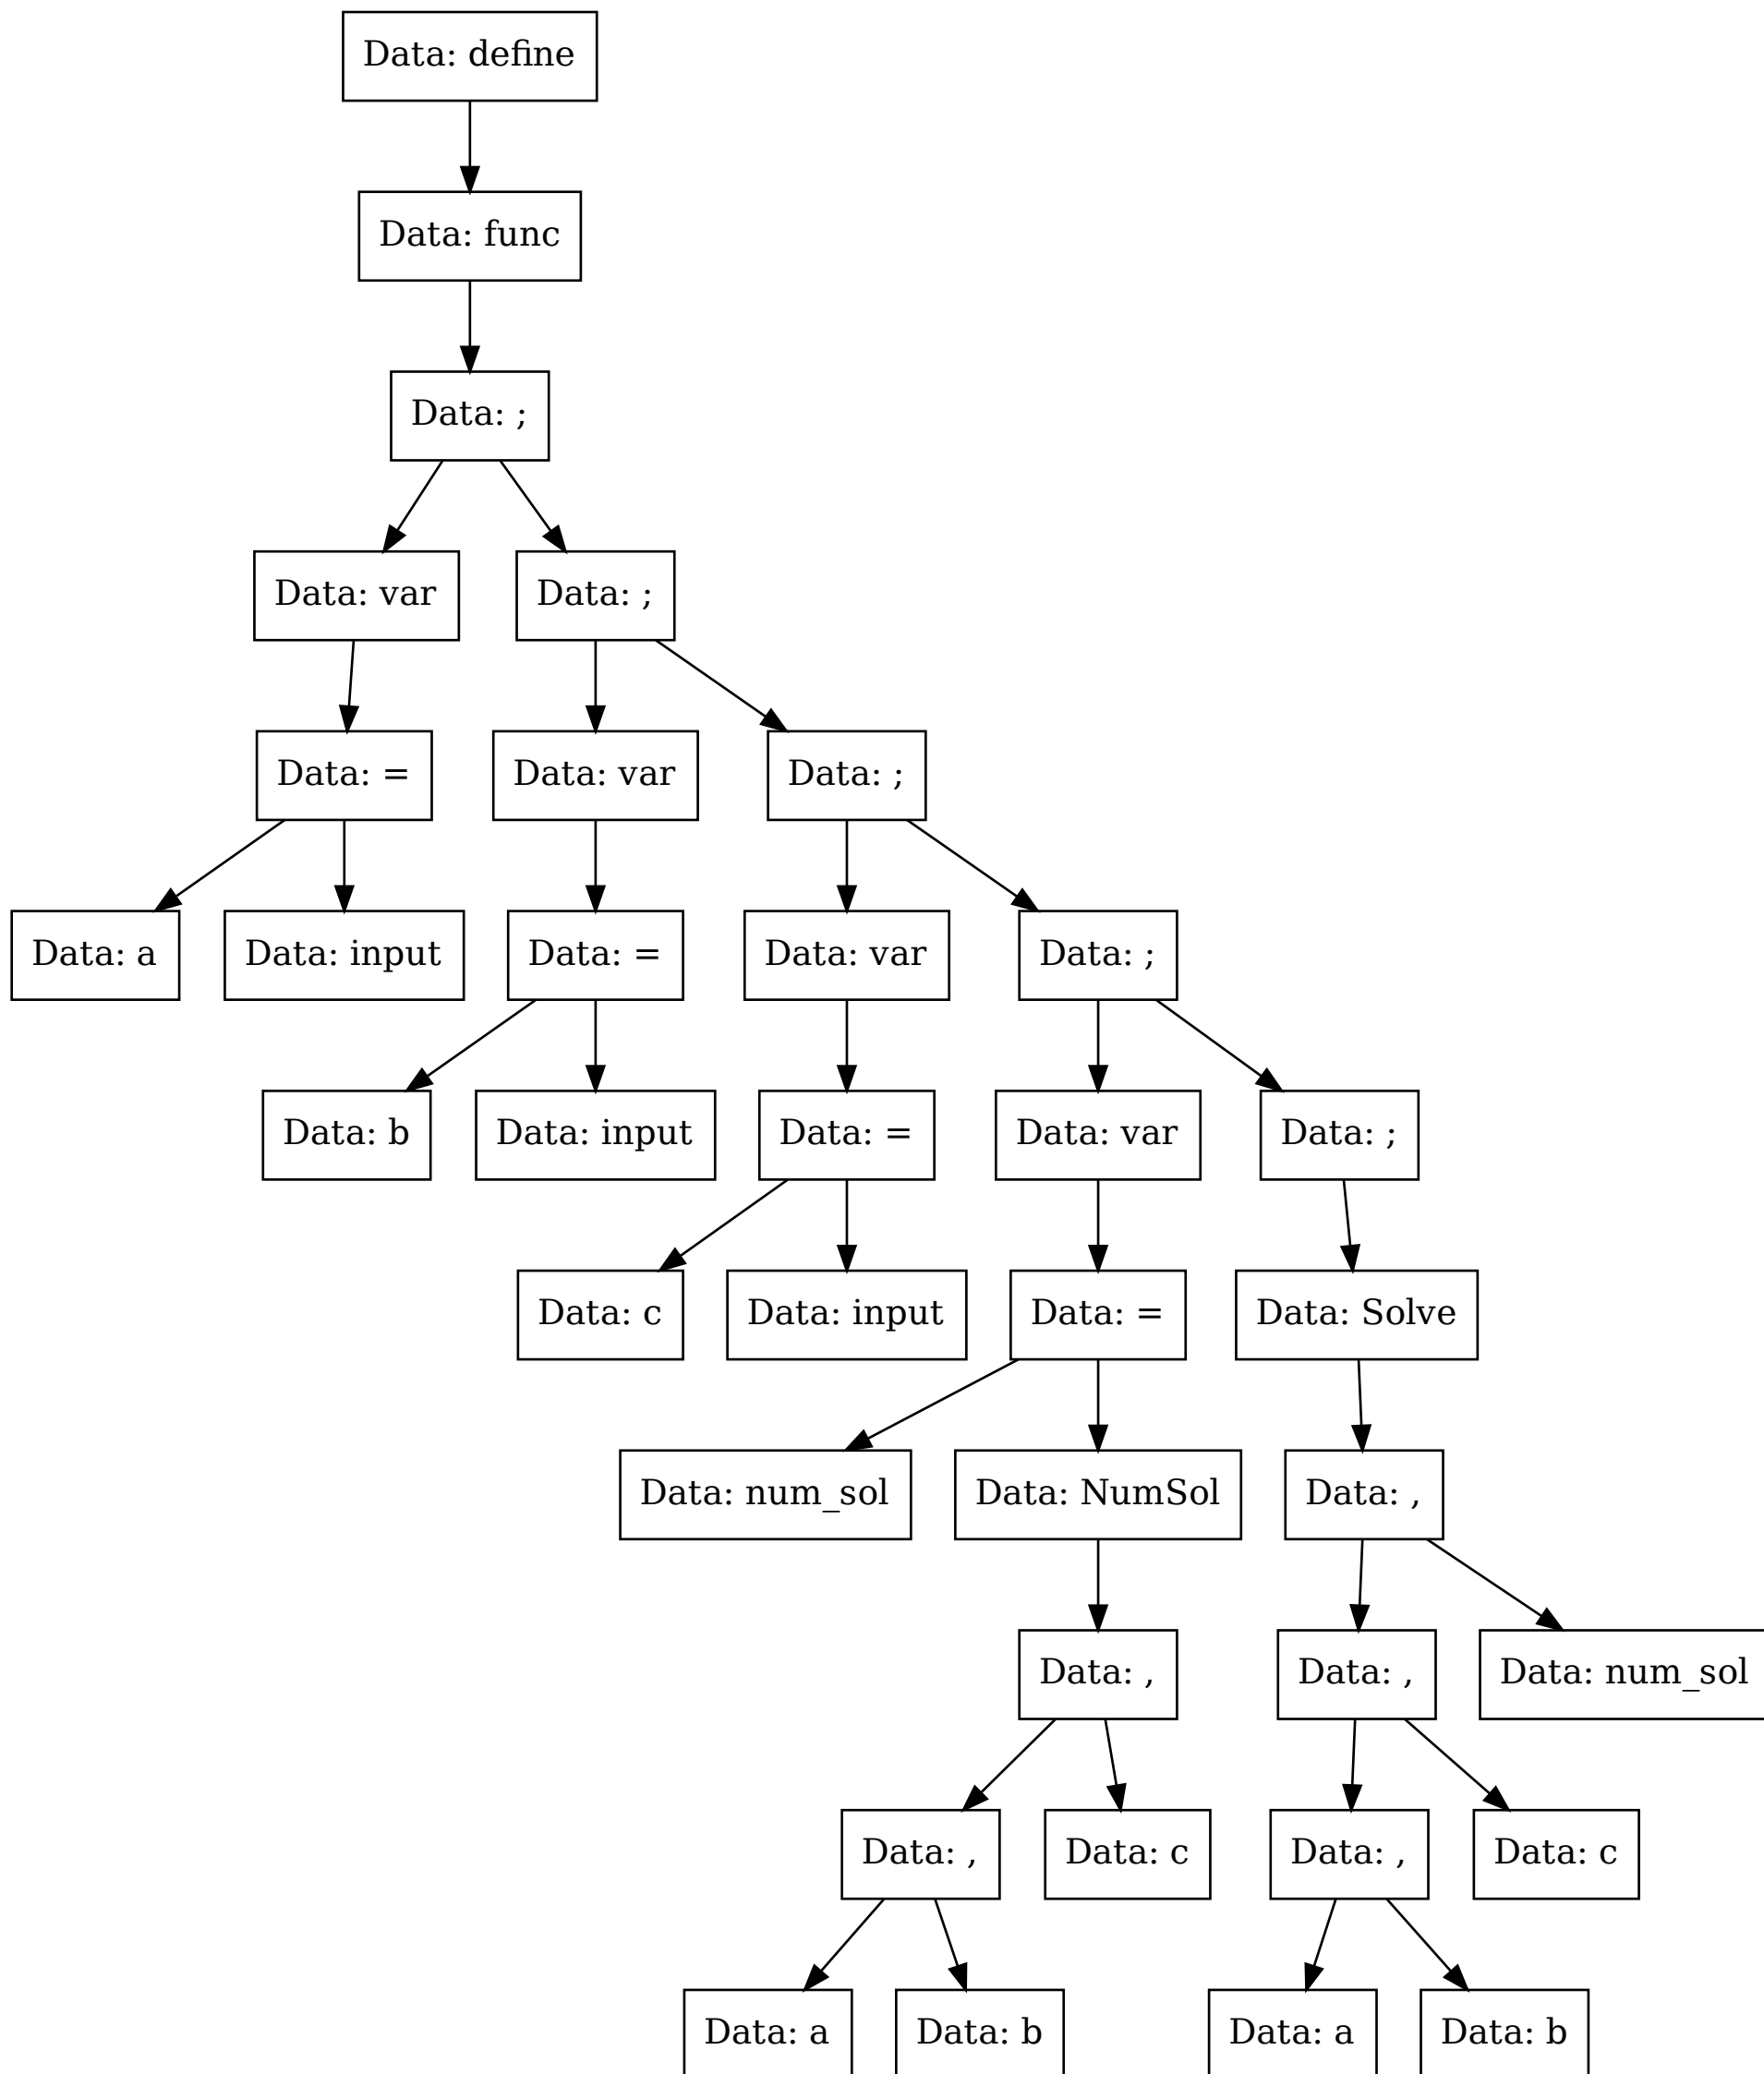 Data: define
Data: func
Data: ;
Data: var
Data: ;
Data: =
Data: var
Data: ;
Data: a
Data: input
Data: =
Data: var
Data: ;
Data: b
Data: input
Data: =
Data: var
Data: ;
Data: c
Data: input
Data: =
Data: Solve
Data: num_sol
Data: NumSol
Data: ,
Data: ,
Data: ,
Data: num_sol
Data: ,
Data: c
Data: ,
Data: c
Data: a
Data: b
Data: a
Data: b